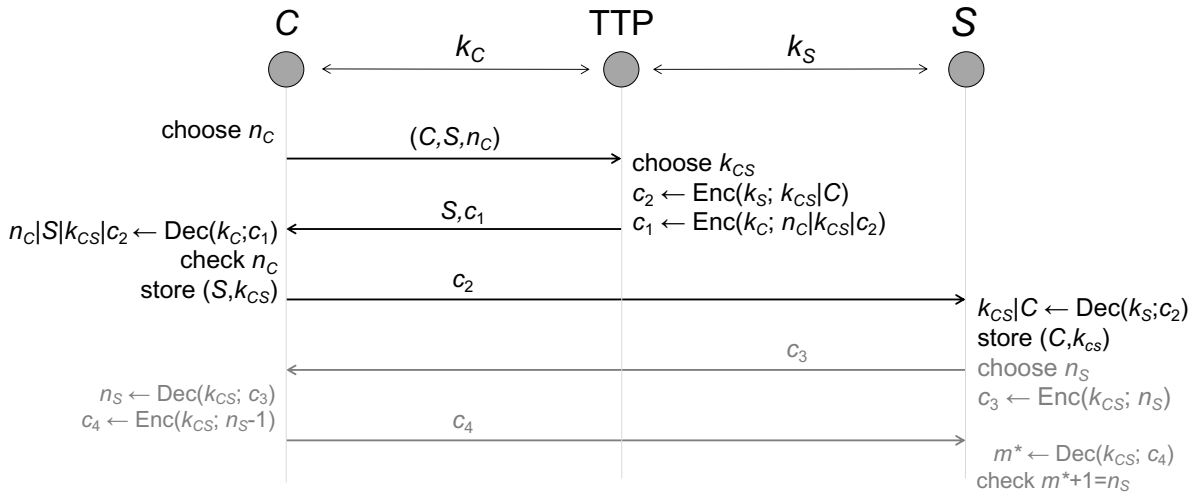 C TTP S
k_C k_S
choose n_C
(C,S,n_C)
choose k_CS
c_2 ← Enc(k_S; k_CS|C)
S,c_1
c_1 ← Enc(k_C; n_C|k_CS|c_2)
n_C|S|k_CS|c_2 ← Dec(k_C;c_1)
check n_C
store (S,k_CS)
c_2
k_CS|C ← Dec(k_S;c_2)
store (C,k_cs)
c_3
choose n_S
n_S ← Dec(k_CS; c_3)
c_3 ← Enc(k_CS; n_S)
c_4 ← Enc(k_CS; n_S-1)
c_4
m* ← Dec(k_CS; c_4)
check m*+1=n_S